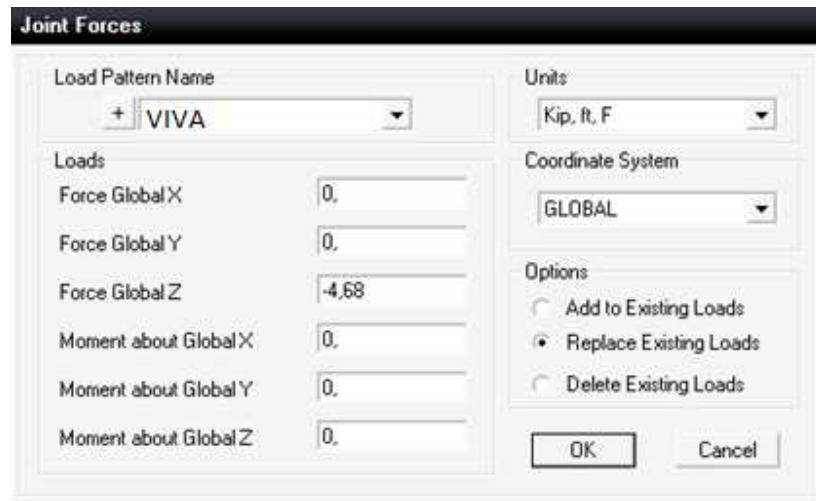 Joint Forces
Load Pattern Name
+ VIVA
Units
Kip, ft, F
Loads
Force Global X 0,
Force Global Y 0,
Force Global Z -4,68
Moment about Global X 0,
Moment about Global Y 0,
Moment about Global Z 0,
Coordinate System
GLOBAL
Options
Add to Existing Loads
Replace Existing Loads
Delete Existing Loads
OK Cancel